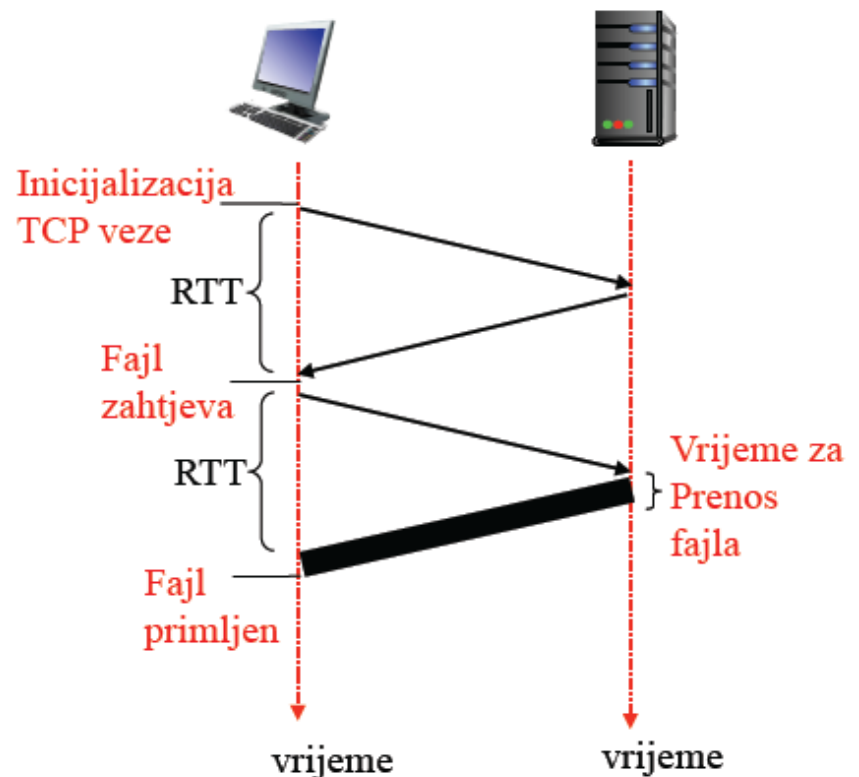 Inicijalizacija
TCP veze
RTT
Fajl
zahtjeva
RTT
Vrijeme za
Prenos
fajla
Fajl
primljen
vrijeme
vrijeme